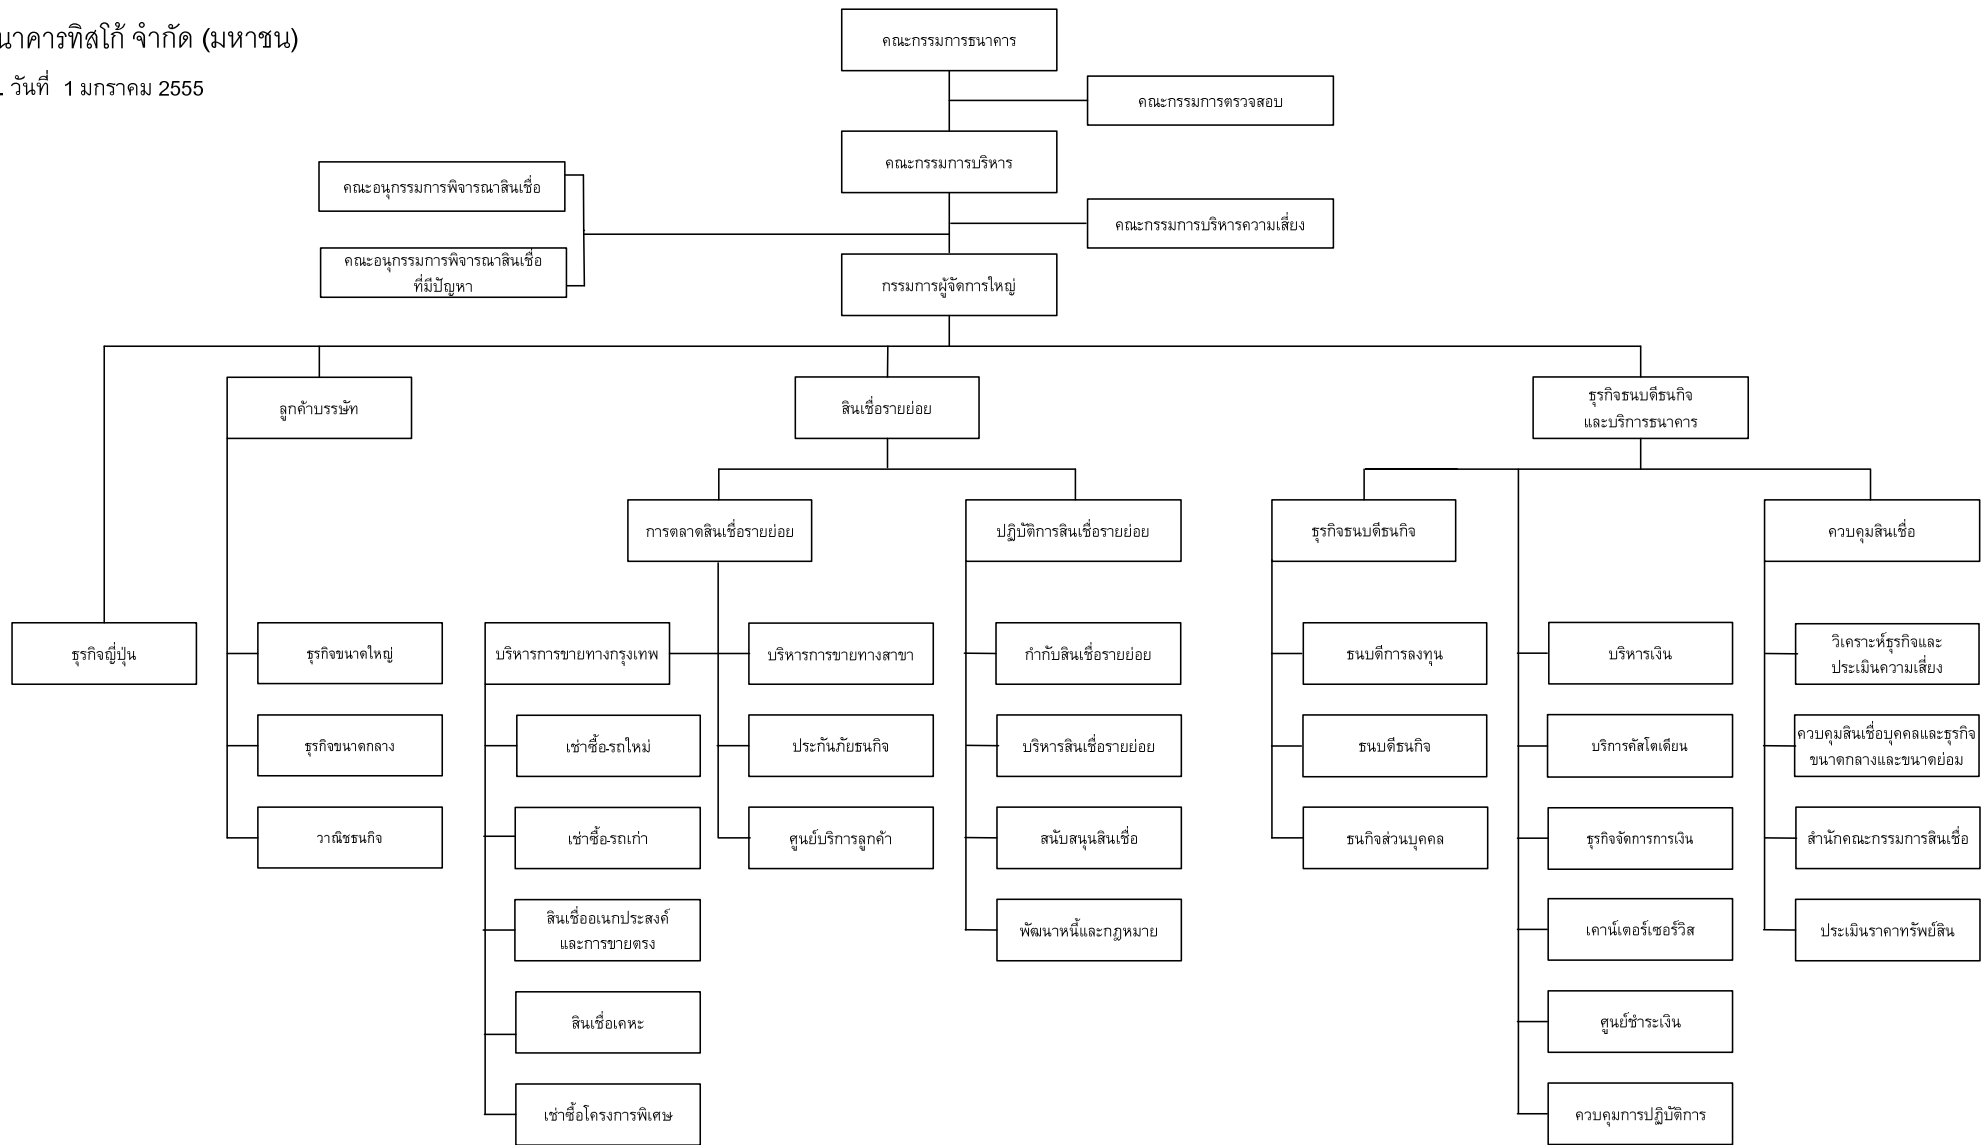 นาคารทิสโก้ จำกัด (มหาชน)
วันที่ 1 มกราคม 2555
คณะกรรมการธนาคาร
คณะกรรมการตรวจสอบ
คณะกรรมการบริหาร
คณะอนุกรรมการพิจารณาสินเชื่อ
คณะกรรมการบริหารความเสี่ยง
คณะอนุกรรมการพิจารณาสินเชื่อ
ที่มีปัญหา
กรรมการผู้จัดการใหญ่
ลูกค้าบรรษัท
สินเชื่อรายย่อย
ธุรกิจธนบดีธนกิจ
และบริการธนาคาร
การตลาดสินเชื่อรายย่อย
ปฏิบัติการสินเชื่อรายย่อย
ธุรกิจธนบดีธนกิจ
ควบคุมสินเชื่อ
ธุรกิจญี่ปุ่น
ธุรกิจขนาดใหญ่
บริหารการขายทางกรุงเทพ
บริหารการขายทางสาขา
กำกับสินเชื่อรายย่อย
ธนบดีการลงทุน
บริหารเงิน
วิเคราะห์ธุรกิจและ
ประเมินความเสี่ยง
ธุรกิจขนาดกลาง
เช่าซื้อ-รถใหม่
ประกันภัยธนกิจ
บริหารสินเชื่อรายย่อย
ธนบดีธนกิจ
บริการคัสโตเดียน
ควบคุมสินเชื่อบุคคลและธุรกิจ
ขนาดกลางและขนาดย่อม
วาณิชธนกิจ
เช่าซื้อ-รถเก่า
ศูนย์บริการลูกค้า
สนับสนุนสินเชื่อ
ธนกิจส่วนบุคคล
ธุรกิจจัดการการเงิน
สำนักคณะกรรมการสินเชื่อ
สินเชื่ออเนกประสงค์
และการขายตรง
พัฒนาหนี้และกฎหมาย
เคาน์เตอร์เซอร์วิส
ประเมินราคาทรัพย์สิน
สินเชื่อเคหะ
ศูนย์ชำระเงิน
เช่าซื้อโครงการพิเศษ
ควบคุมการปฏิบัติการ